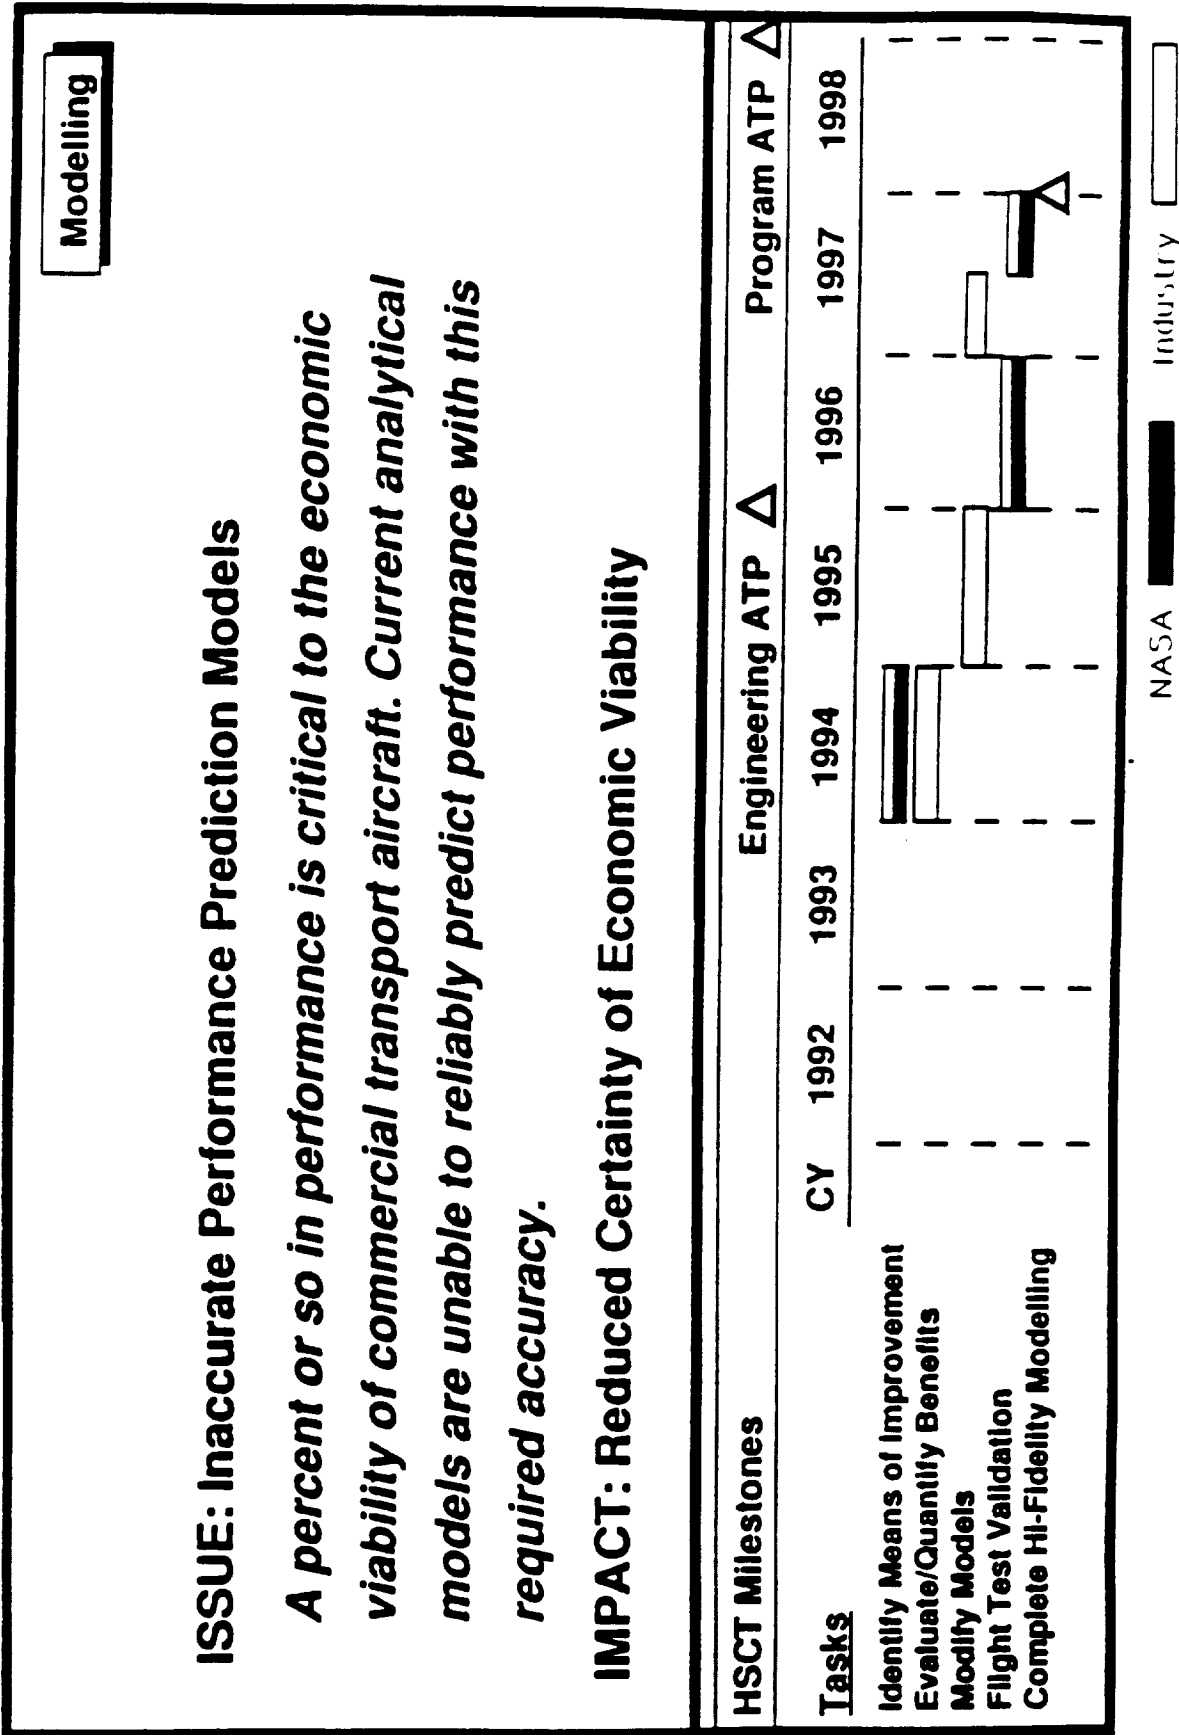 Modelling
ISSUE: Inaccurate Performance Prediction Models
A percent or so in performance is critical to the economic
viability of commercial transport aircraft. Current analytical
models are unable to reliably predict performance with this
required accuracy.
IMPACT: Reduced Certainty of Economic Viability
HSCT Milestones Engineering ATP Program ATP
Tasks CY 1992 1993 1994 1995 1996 1997 1998
Identify Means of Improvement
Evaluate/Quantify Benefits
Modify Models
Flight Test Validation
Complete Hi-Fidelity Modelling
NASA Industry